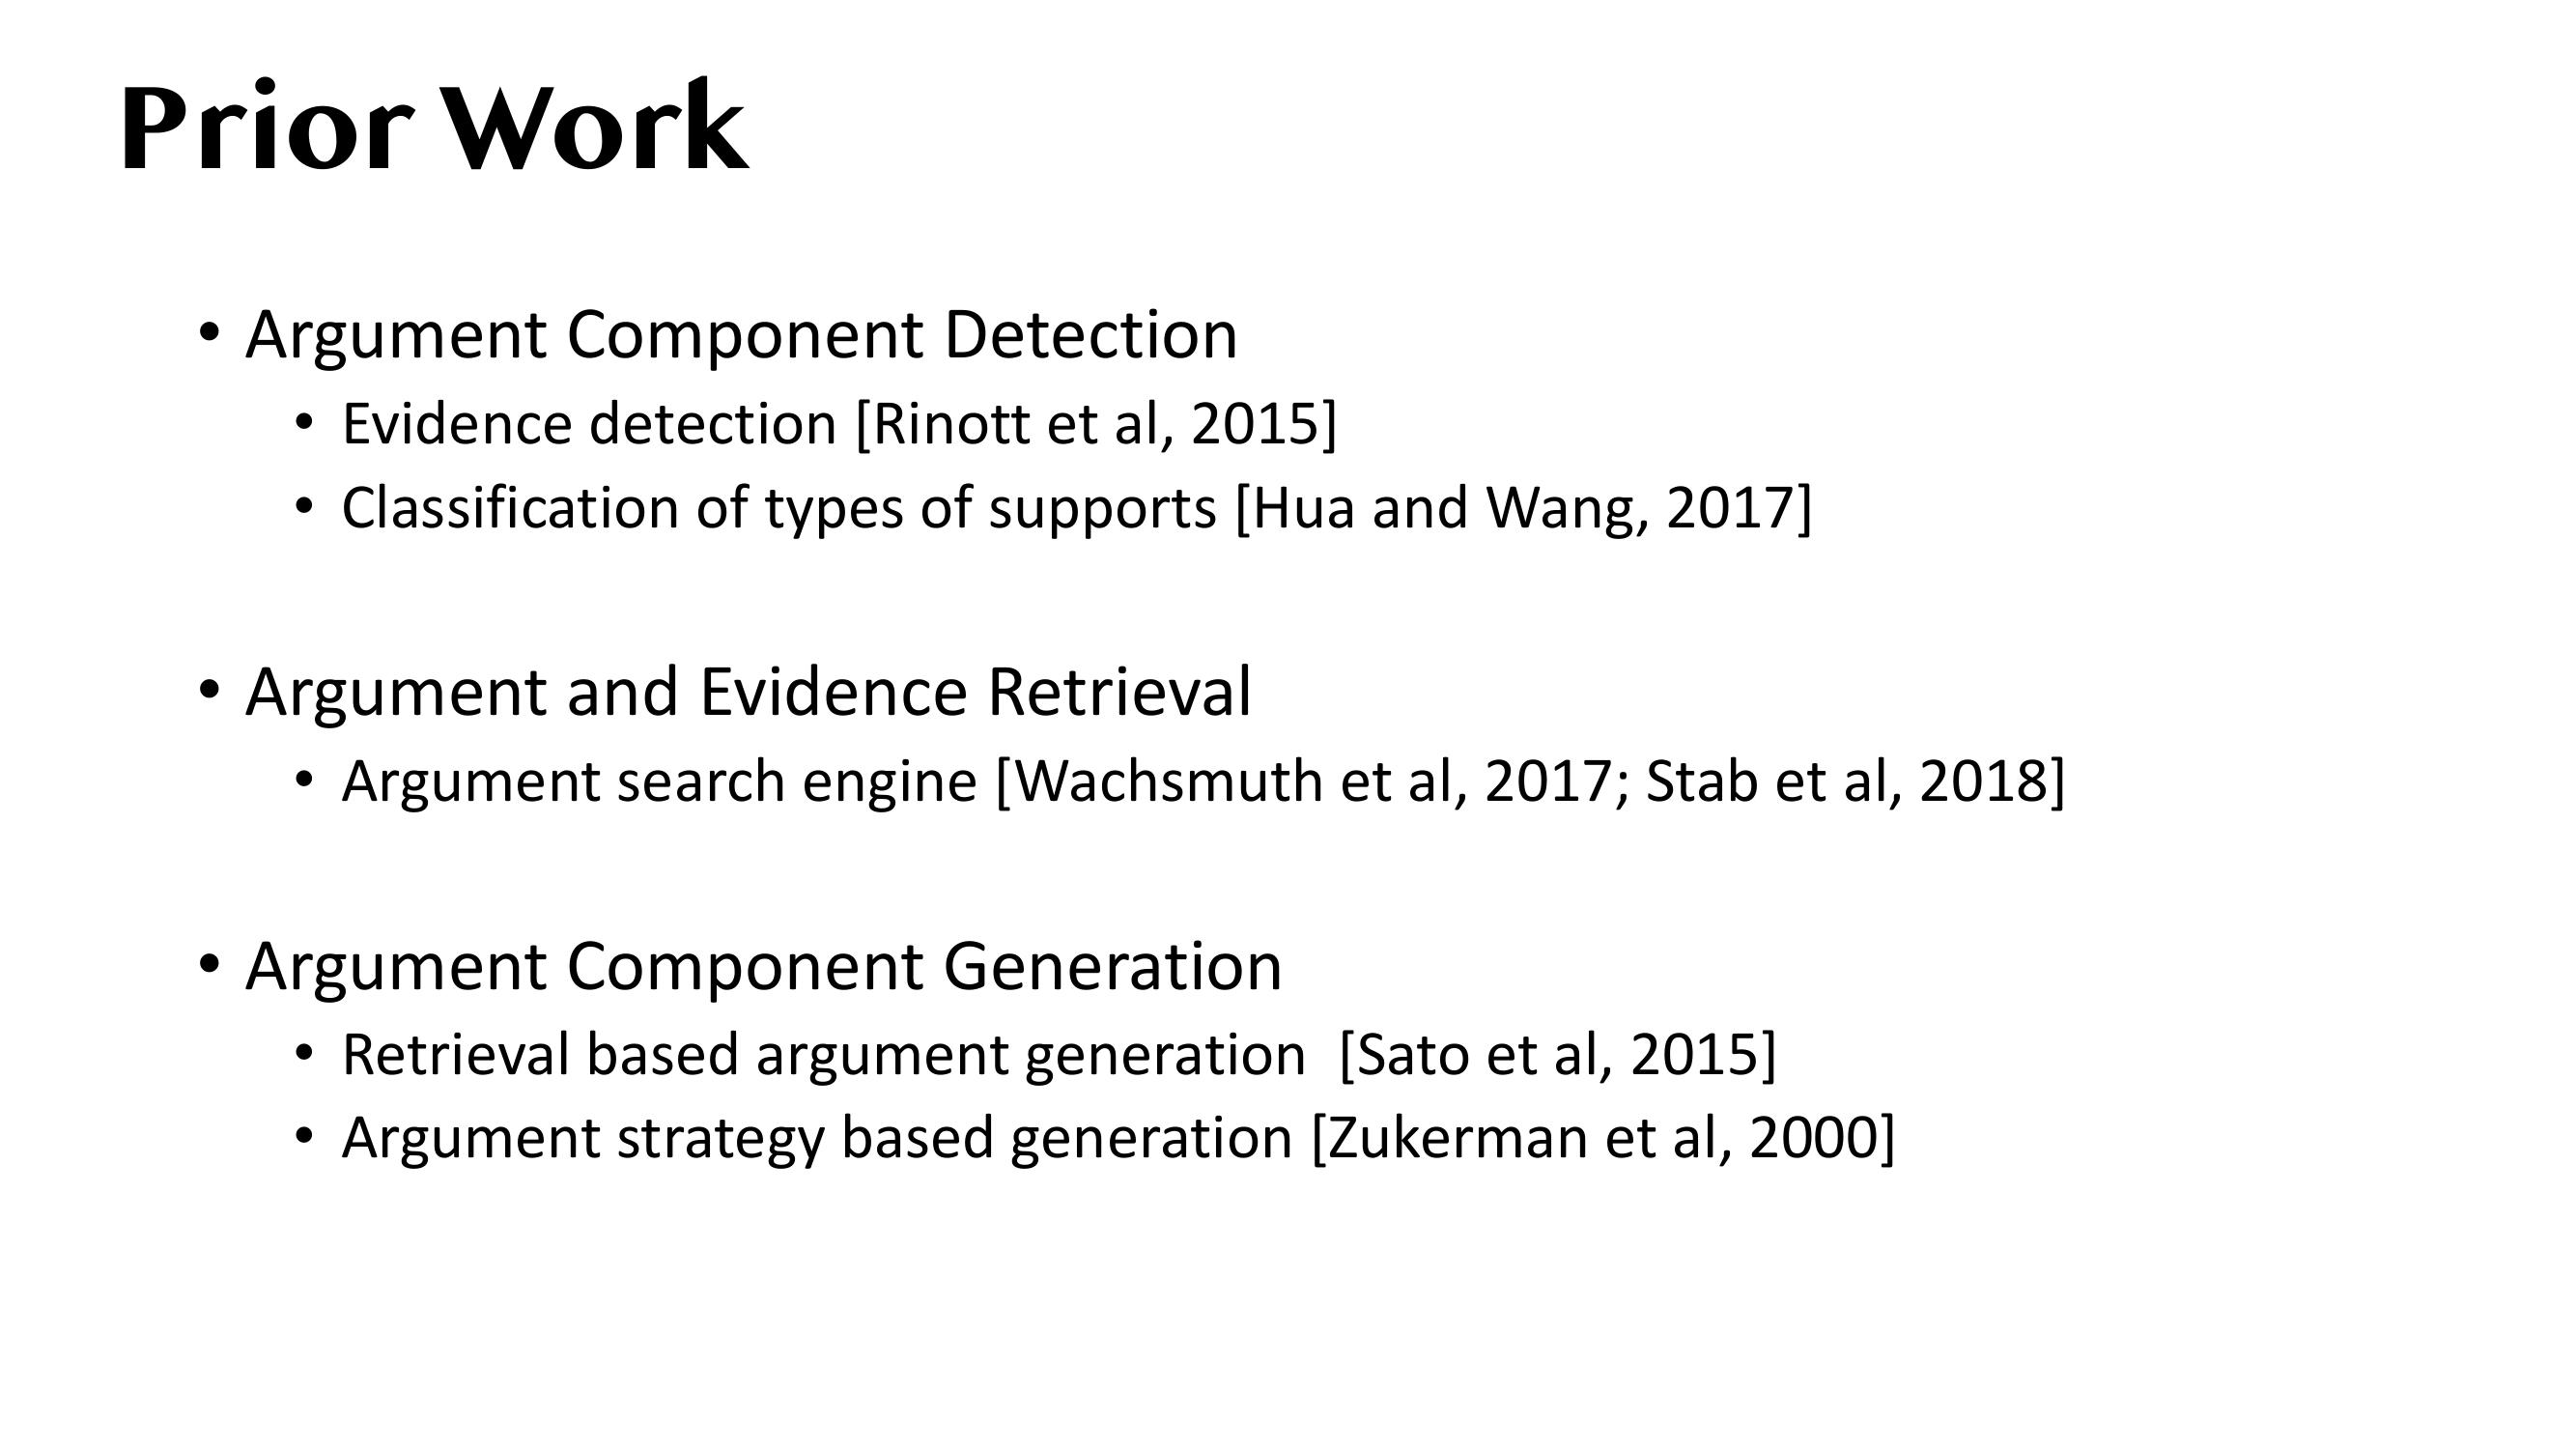 Prior Work
• Argument Component Detection
• Evidence detection [Rinott et al, 2015]
• Classification of types of supports [Hua and Wang, 2017]
• Argument and Evidence Retrieval
• Argument search engine [Wachsmuth et al, 2017; Stab et al, 2018]
• Argument Component Generation
• Retrieval based argument generation  [Sato et al, 2015]
• Argument strategy based generation [Zukerman et al, 2000]